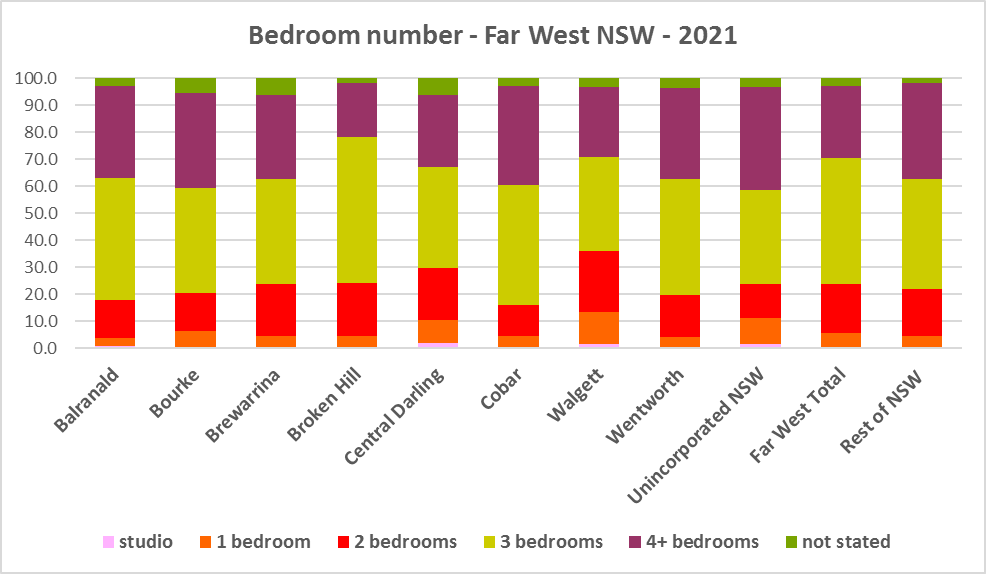 Bedroom number - Far West NSW - 2021
100.0
90.0
80.0
70.0
60.0
50.0
40.0
30.0
20.0
10.0
0.0
Balranald
Bourke
Brewarrina
Broken Hill
Central Darling
Cobar
Walgett
Wentworth
Unincorporated NSW
Far West Total
Rest of NSW
studio 1 bedroom 2 bedrooms 3 bedrooms 4+ bedrooms not stated